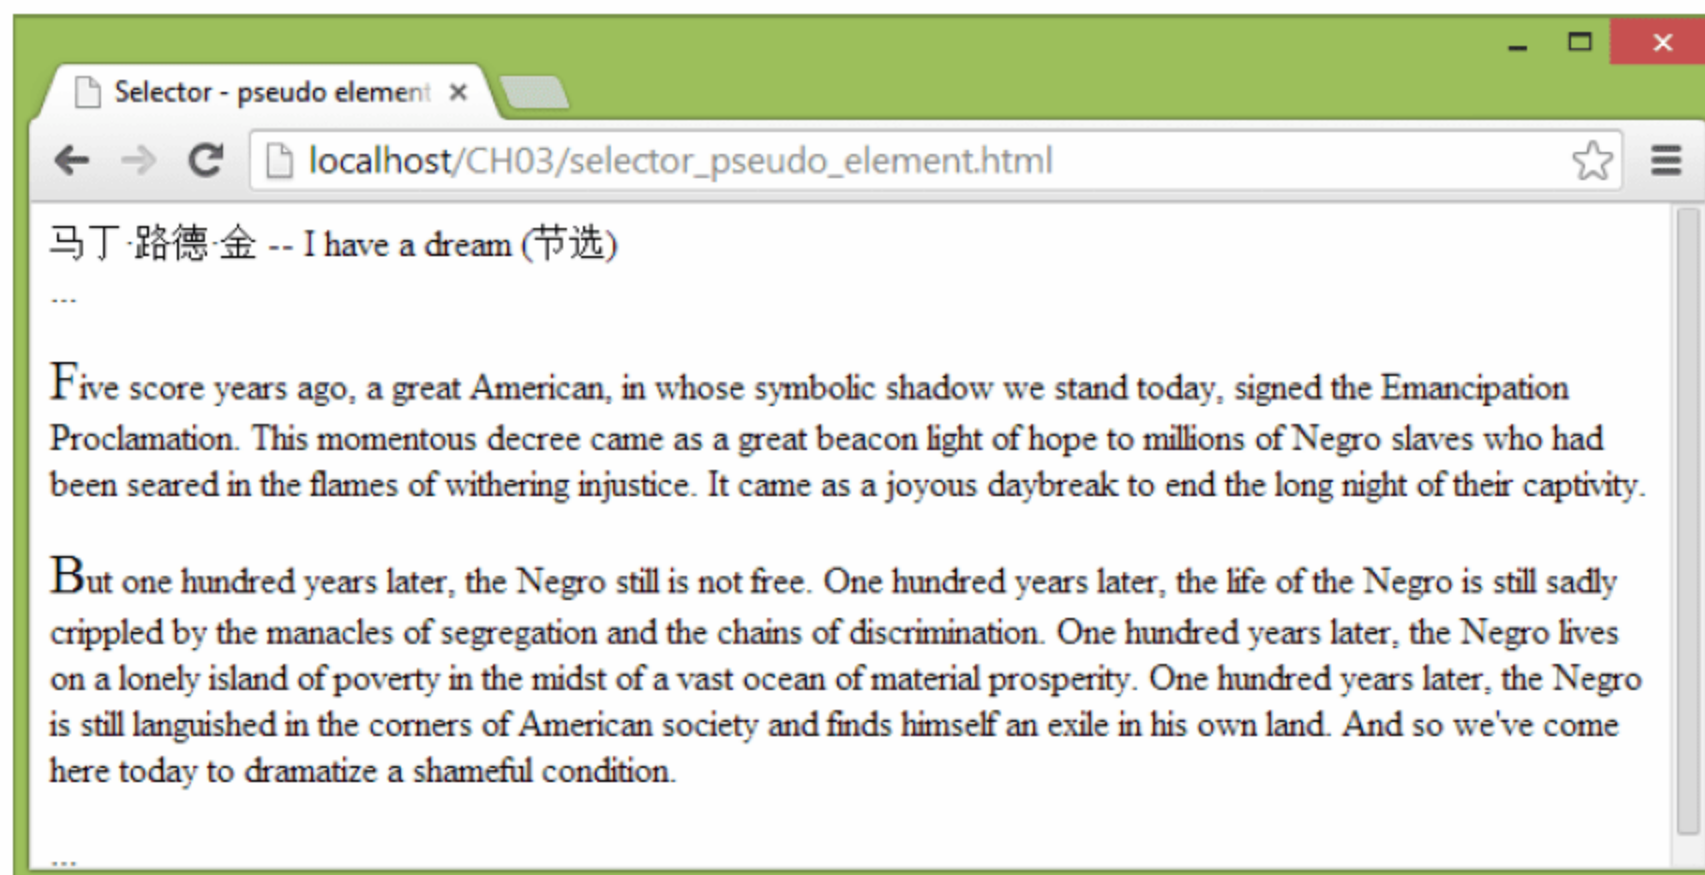 Selector - pseudo element
localhost/CH03/selector_pseudo_element.html
马丁·路德·金 -- I have a dream (节选)
...
Five score years ago, a great American, in whose symbolic shadow we stand today, signed the Emancipation
Proclamation. This momentous decree came as a great beacon light of hope to millions of Negro slaves who had
been seared in the flames of withering injustice. It came as a joyous daybreak to end the long night of their captivity.
But one hundred years later, the Negro still is not free. One hundred years later, the life of the Negro is still sadly
crippled by the manacles of segregation and the chains of discrimination. One hundred years later, the Negro lives
on a lonely island of poverty in the midst of a vast ocean of material prosperity. One hundred years later, the Negro
is still languished in the corners of American society and finds himself an exile in his own land. And so we've come
here today to dramatize a shameful condition.
...